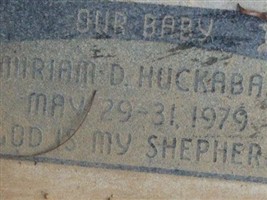 OUR BABY
MIRIAM D. HUCKABA
MAY 29-31, 1979
GOD IS MY SHEPHER